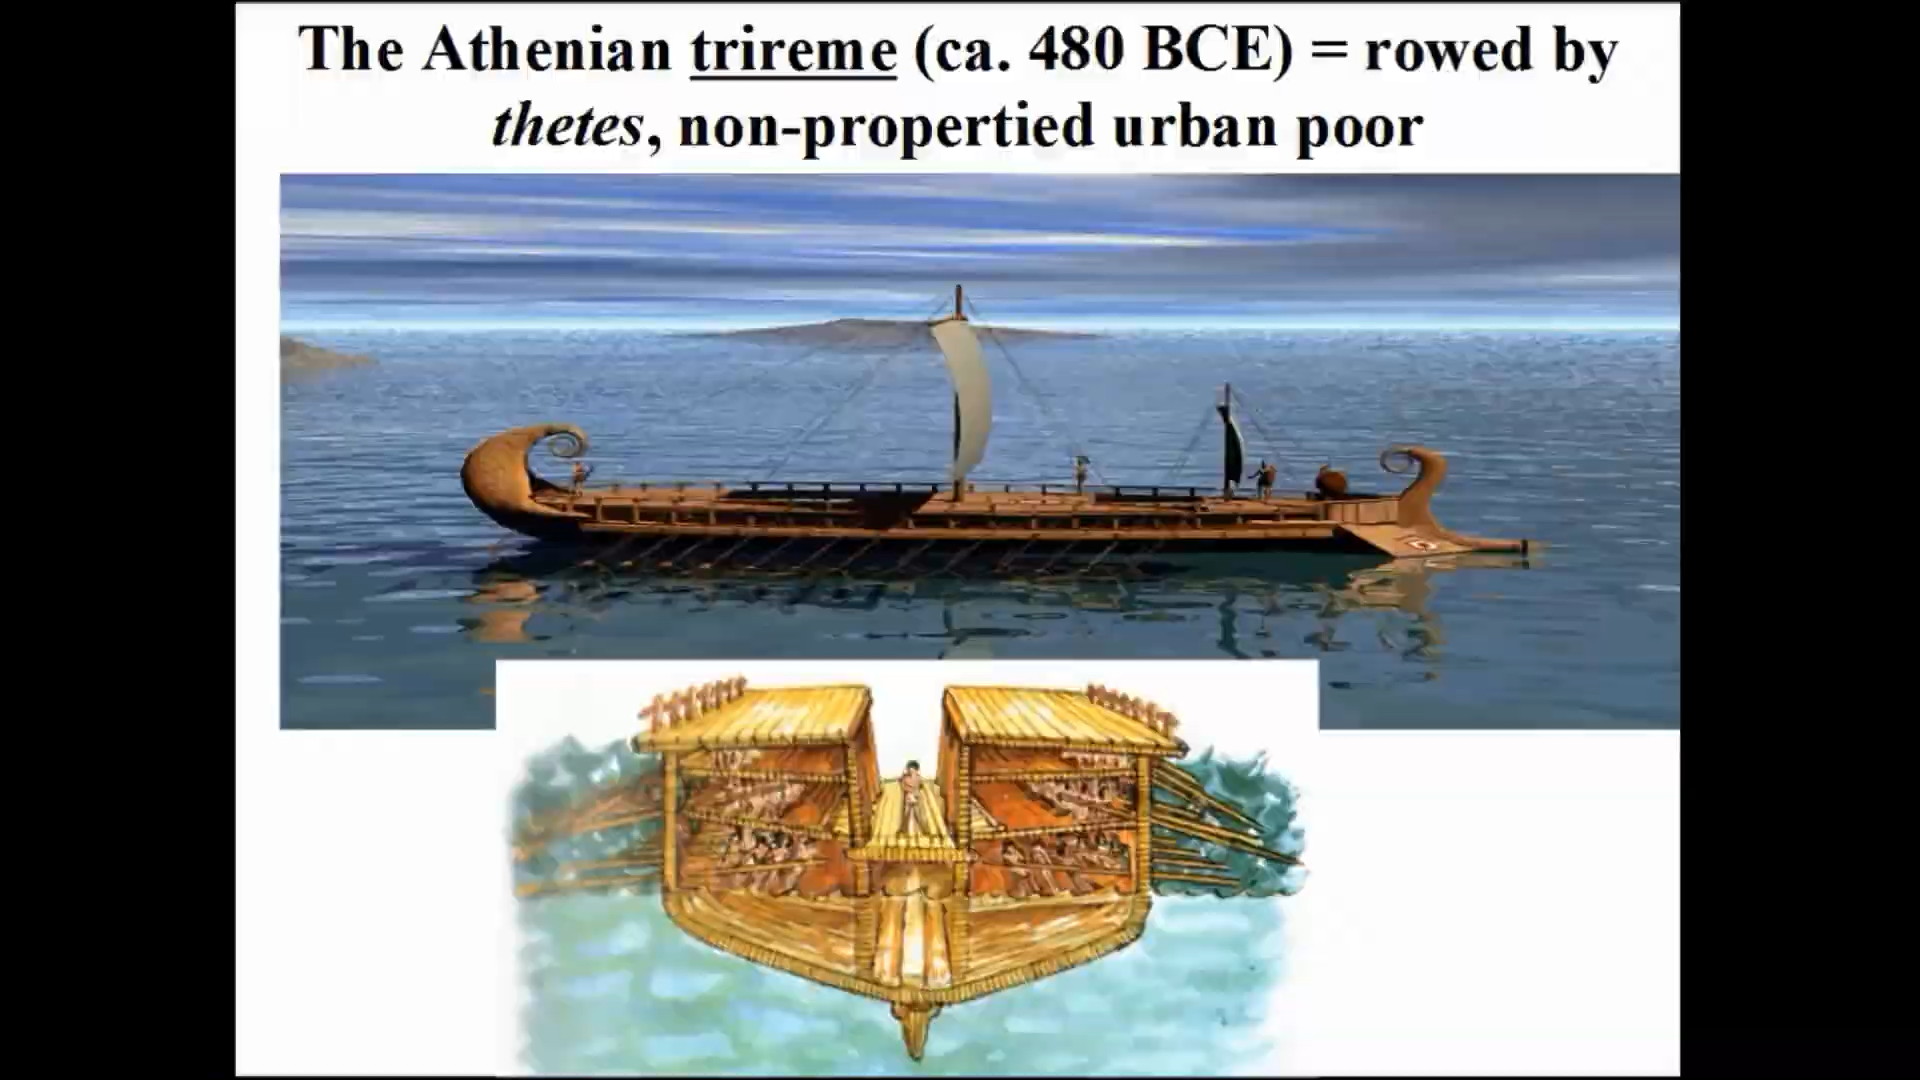 The Athenian trireme (ca. 480 BCE) = rowed by
thetes, non-propertied urban poor